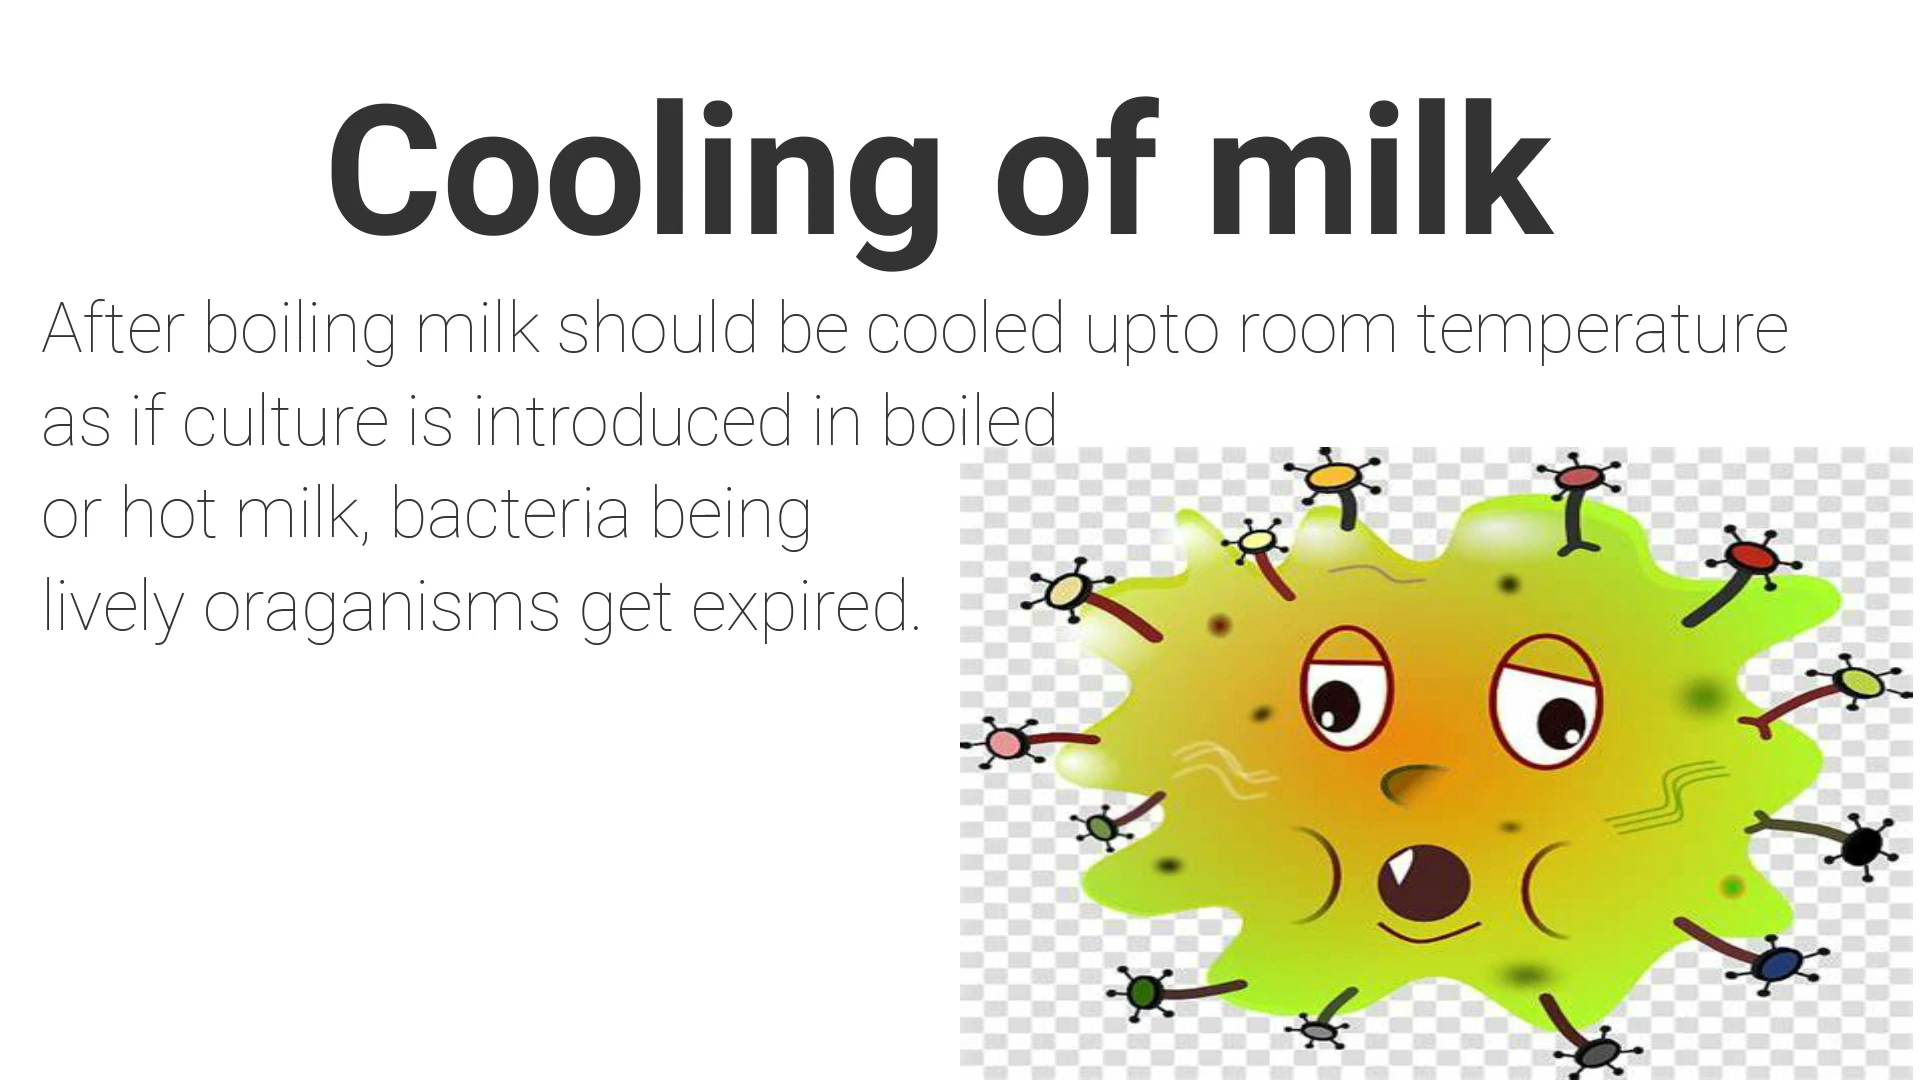 Cooling of milk
After boiling milk should be cooled upto room temperature
as if culture is introduced in boiled
or hot milk, bacteria being
lively oraganisms get expired.